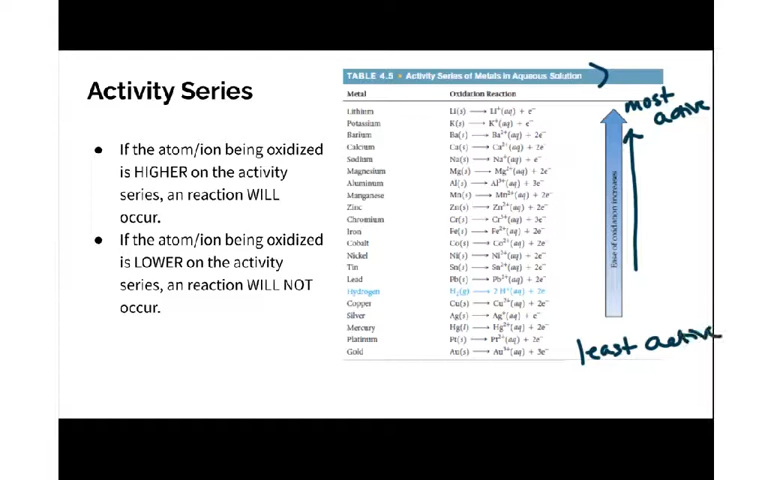 Activity Series
● If the atom/ion being oxidized
is HIGHER on the activity
series, an reaction WILL
occur.
● If the atom/ion being oxidized
is LOWER on the activity
series, an reaction WILL NOT
occur.
TABLE 4.5 • Activity Series of Metals in Aqueous Solution
Metal Oxidation Reaction
Lithium Li(s) ⟶ Li⁺(aq) + e⁻
Potassium K(s) ⟶ K⁺(aq) + e⁻
Barium Ba(s) ⟶ Ba²⁺(aq) + 2e⁻
Calcium Ca(s) ⟶ Ca²⁺(aq) + 2e⁻
Sodium Na(s) ⟶ Na⁺(aq) + e⁻
Magnesium Mg(s) ⟶ Mg²⁺(aq) + 2e⁻
Aluminum Al(s) ⟶ Al³⁺(aq) + 3e⁻
Manganese Mn(s) ⟶ Mn²⁺(aq) + 2e⁻
Zinc Zn(s) ⟶ Zn²⁺(aq) + 2e⁻
Chromium Cr(s) ⟶ Cr³⁺(aq) + 3e⁻
Iron Fe(s) ⟶ Fe²⁺(aq) + 2e⁻
Cobalt Co(s) ⟶ Co²⁺(aq) + 2e⁻
Nickel Ni(s) ⟶ Ni²⁺(aq) + 2e⁻
Tin Sn(s) ⟶ Sn²⁺(aq) + 2e⁻
Lead Pb(s) ⟶ Pb²⁺(aq) + 2e⁻
Hydrogen H₂(g) ⟶ 2 H⁺(aq) + 2e⁻
Copper Cu(s) ⟶ Cu²⁺(aq) + 2e⁻
Silver Ag(s) ⟶ Ag⁺(aq) + e⁻
Mercury Hg(l) ⟶ Hg²⁺(aq) + 2e⁻
Platinum Pt(s) ⟶ Pt²⁺(aq) + 2e⁻
Gold Au(s) ⟶ Au³⁺(aq) + 3e⁻
Ease of oxidation increases
most
active
least active